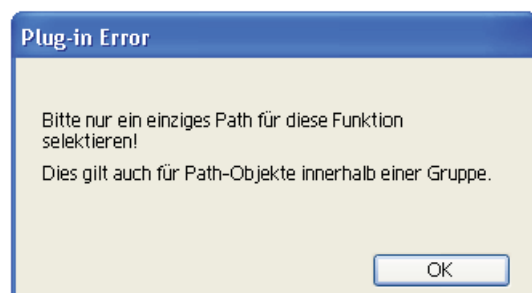 Plug-in Error
Bitte nur ein einziges Path für diese Funktion
selektieren!
Dies gilt auch für Path-Objekte innerhalb einer Gruppe.
OK